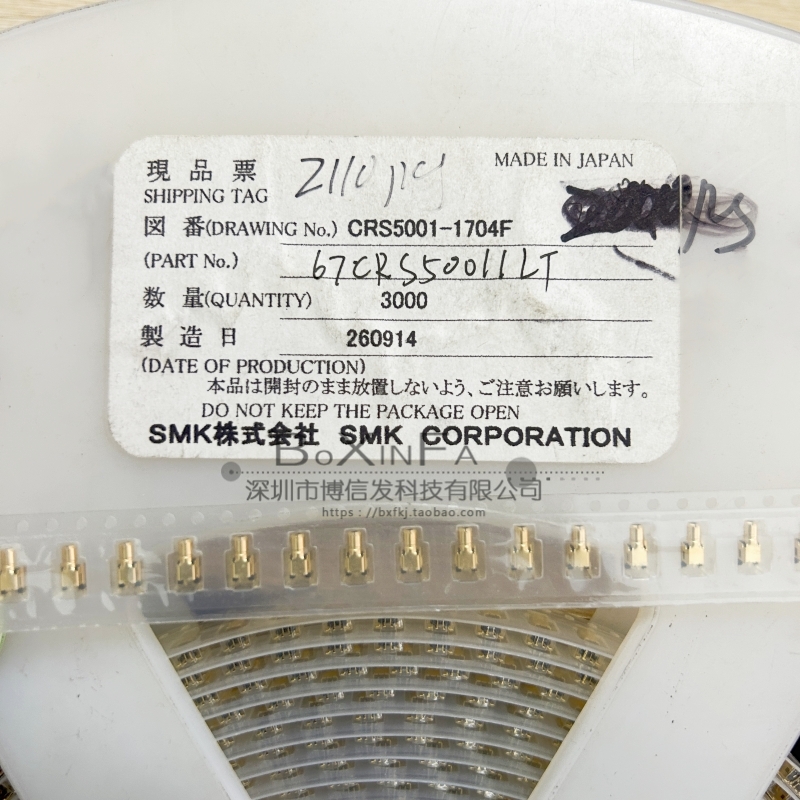 現品票 2110pcs MADE IN JAPAN
SHIPPING TAG
図番(DRAWING No.) CRS5001-1704F
(PART No.) 67CRS50011LT
数量(QUANTITY) 3000
製造日 260914
(DATE OF PRODUCTION)
本品は開封のまま放置しないよう、ご注意お願いします。
DO NOT KEEP THE PACKAGE OPEN
SMK株式会社 SMK CORPORATION
BOXINFA
深圳市博信发科技有限公司
https://bxfkj.taobao.com